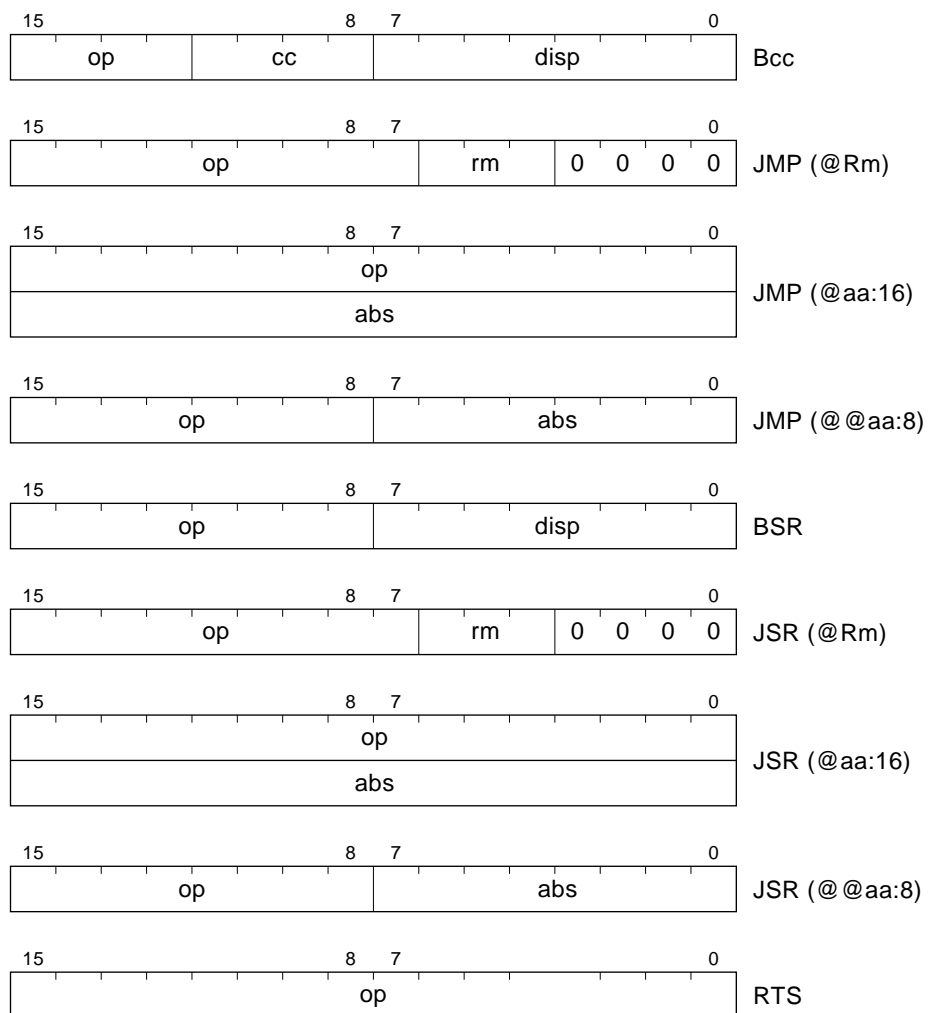 15 8 7 0
op cc disp Bcc
15 8 7 0
op rm 0 0 0 0 JMP (@Rm)
15 8 7 0
op
JMP (@aa:16)
abs
15 8 7 0
op abs JMP (@@aa:8)
15 8 7 0
op disp BSR
15 8 7 0
op rm 0 0 0 0 JSR (@Rm)
15 8 7 0
op
JSR (@aa:16)
abs
15 8 7 0
op abs JSR (@@aa:8)
15 8 7 0
op RTS